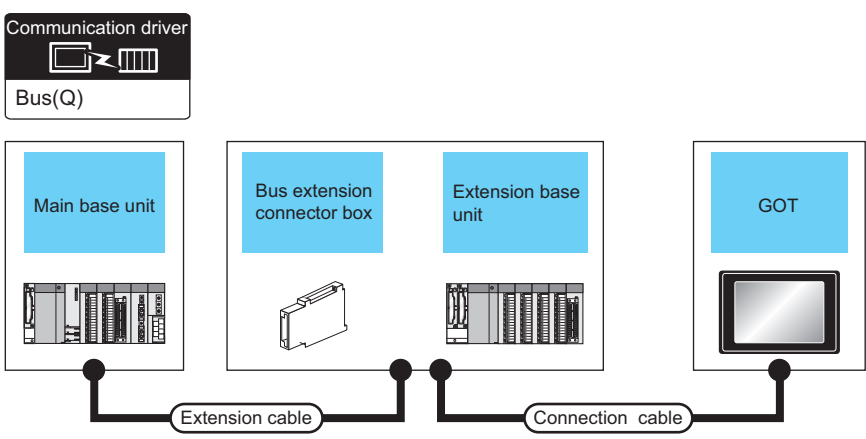 Communication driver
Bus(Q)
Main base unit
Bus extension
connector box
Extension base
unit
GOT
Extension cable
Connection cable